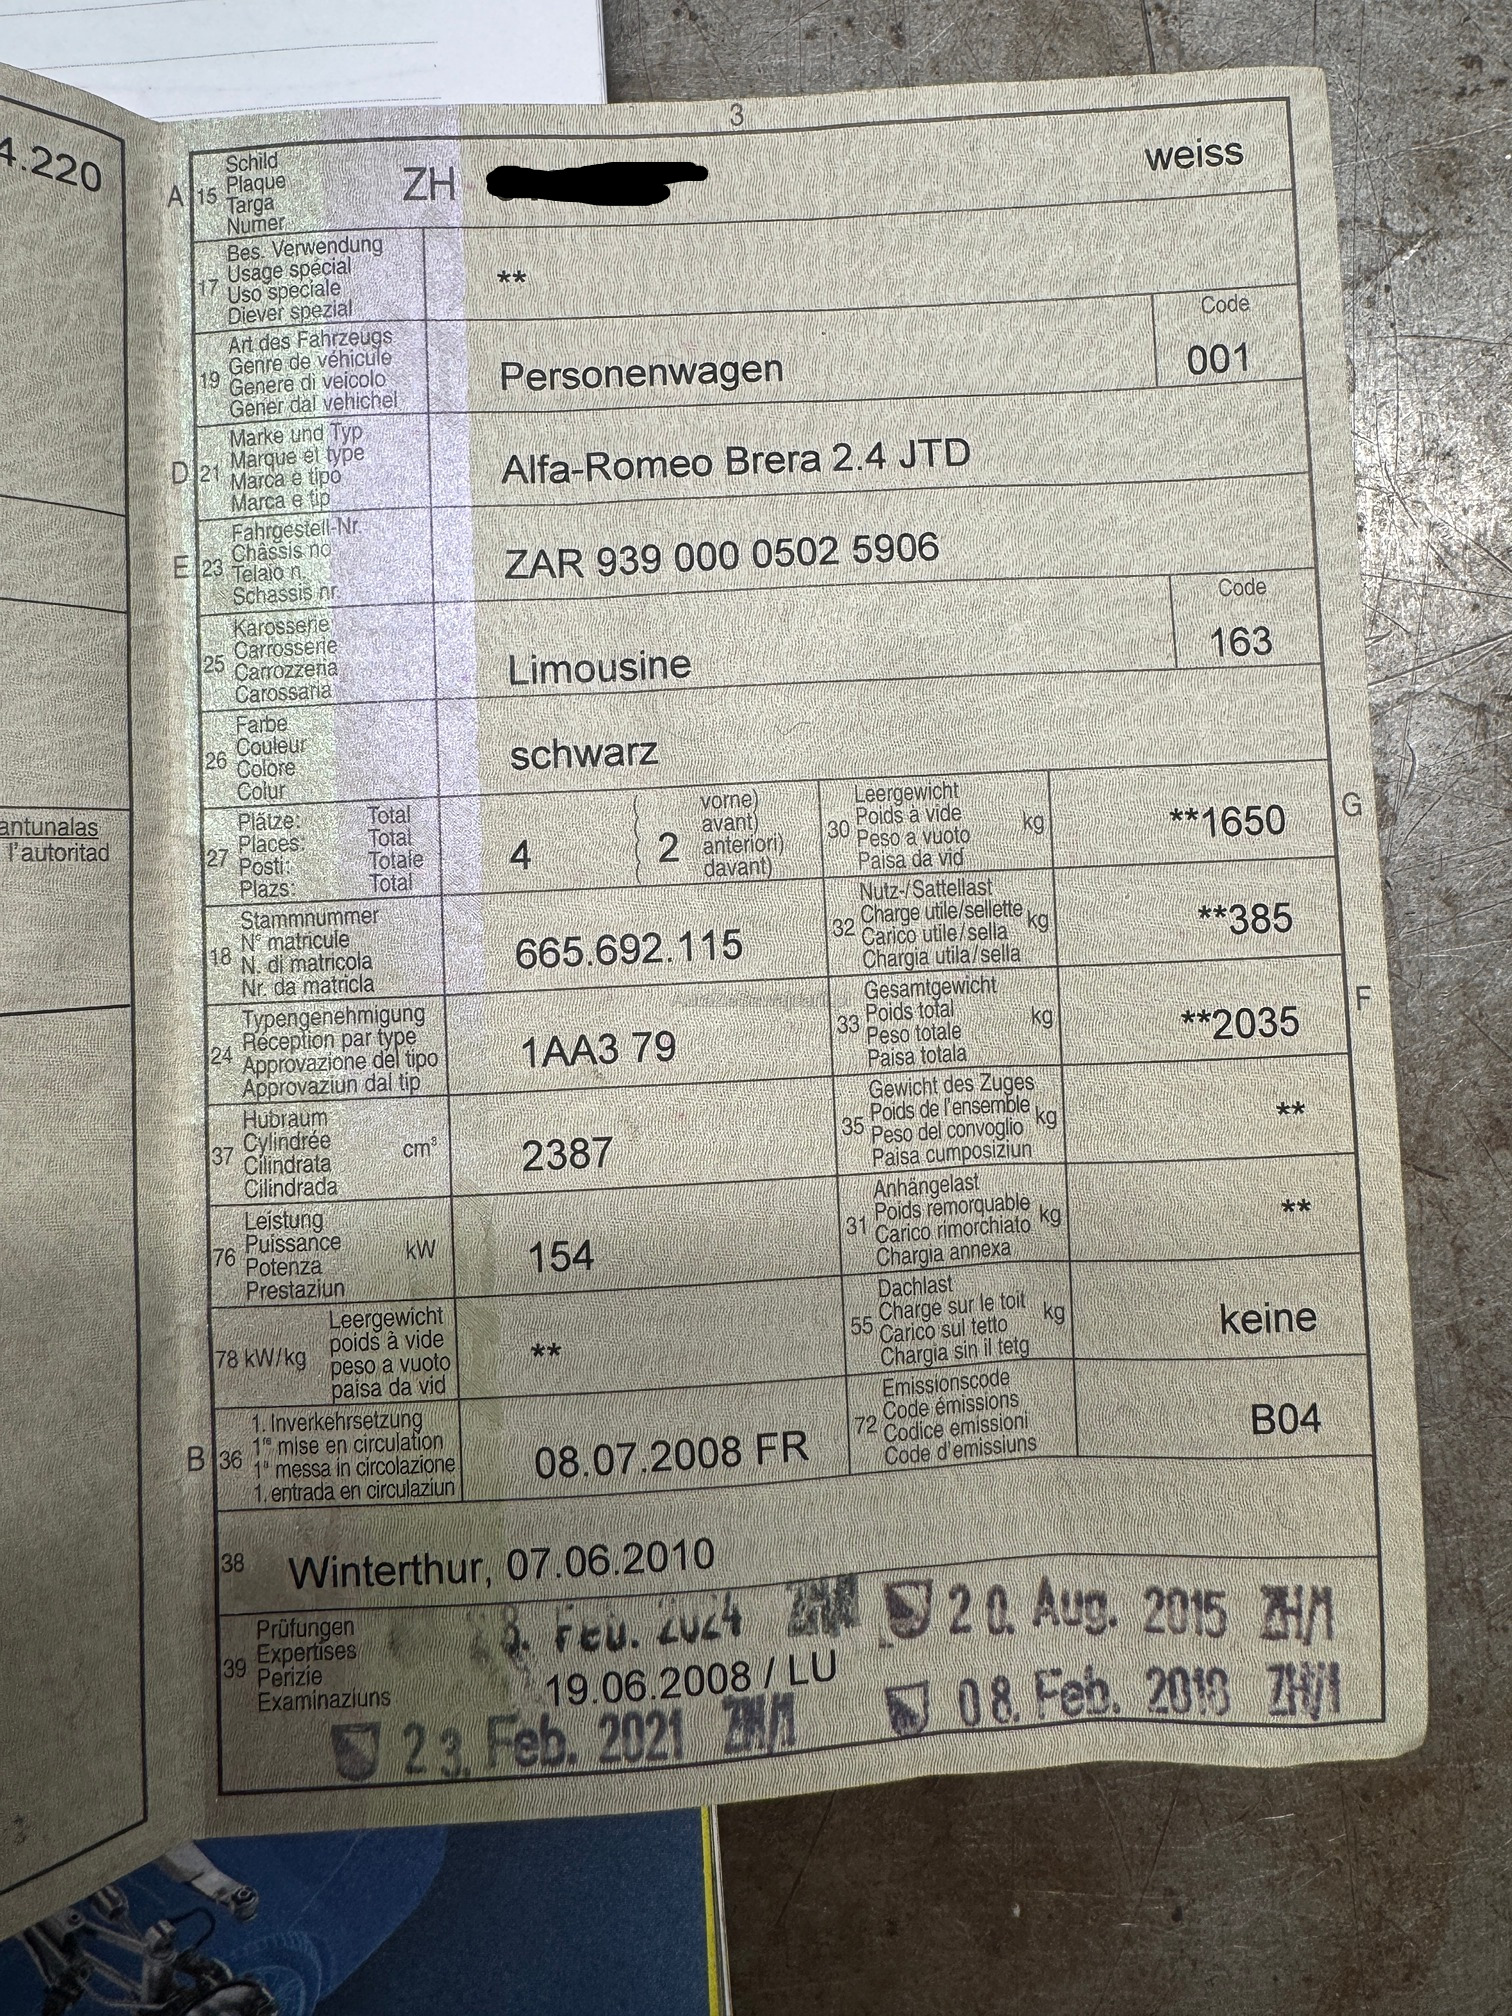 4.220
antunalas
l'autoritad
3
A 15 Schild
Plaque
Targa
Numer
ZH
weiss
17 Bes. Verwendung
Usage spécial
Uso speciale
Diever spezial
**
19 Art des Fahrzeugs
Genre de véhicule
Genere di veicolo
Gener dal vehichel
Personenwagen
Code
001
D 21 Marke und Typ
Marque et type
Marca e tipo
Marca e tip
Alfa-Romeo Brera 2.4 JTD
E 23 Fahrgestell-Nr.
Châssis no
Telaio n.
Schassis nr.
ZAR 939 000 0502 5906
25 Karosserie
Carrosserie
Carrozzeria
Carossaria
Limousine
Code
163
26 Farbe
Couleur
Colore
Colur
schwarz
27 Plätze: Total
Places: Total
Posti: Totale
Plazs: Total
4
2
vorne)
avant)
anteriori)
davant)
30 Leergewicht
Poids à vide
Peso a vuoto
Paisa da vid
kg
**1650
G
18 Stammnummer
N° matricule
N. di matricola
Nr. da matricla
665.692.115
32 Nutz-/Sattellast
Charge utile/sellette
Carico utile/sella
Chargia utila/sella
kg
**385
24 Typengenehmigung
Réception par type
Approvazione del tipo
Approvaziun dal tip
1AA3 79
33 Gesamtgewicht
Poids total
Peso totale
Paisa totala
kg
**2035
F
37 Hubraum
Cylindrée
Cilindrata
Cilindrada
cm³
2387
35 Gewicht des Zuges
Poids de l'ensemble
Peso del convoglio
Paisa cumposiziun
kg
**
76 Leistung
Puissance
Potenza
Prestaziun
kW
154
31 Anhängelast
Poids remorquable
Carico rimorchiato
Chargia annexa
kg
**
78 kW/kg
Leergewicht
poids à vide
peso a vuoto
paisa da vid
**
55 Dachlast
Charge sur le toit
Carico sul tetto
Chargia sin il tetg
kg
keine
B 36 1. Inverkehrsetzung
1re mise en circulation
1a messa in circolazione
1. entrada en circulaziun
08.07.2008 FR
72 Emissionscode
Code émissions
Codice emissioni
Code d'emissiuns
B04
38 Winterthur, 07.06.2010
39 Prüfungen
Expertises
Perizie
Examinaziuns
Feb. 2024
20. Aug. 2015 ZH/1
19.06.2008 / LU
23. Feb. 2021 ZH/1
08. Feb. 2018 ZH/1